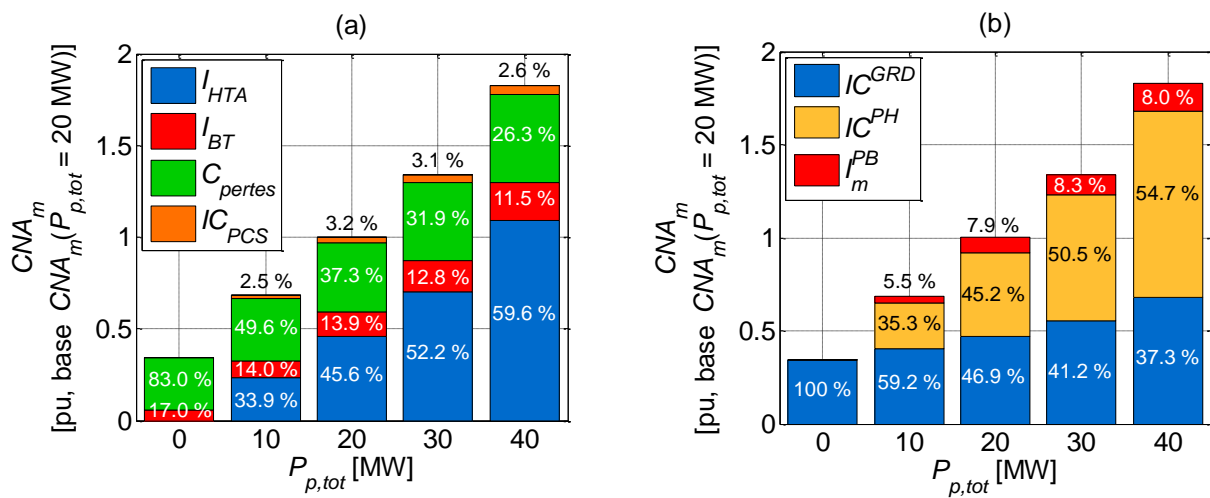 (a)
CNA_m
[pu, base CNA_m(P_p,tot = 20 MW)]
2
1.5
1
0.5
0
I_HTA
I_BT
C_pertes
IC_PCS
83.0 %
17.0 %
2.5 %
49.6 %
14.0 %
33.9 %
3.2 %
37.3 %
13.9 %
45.6 %
3.1 %
31.9 %
12.8 %
52.2 %
2.6 %
26.3 %
11.5 %
59.6 %
0 10 20 30 40
P_p,tot [MW]
(b)
CNA_m
[pu, base CNA_m(P_p,tot = 20 MW)]
2
1.5
1
0.5
0
IC^GRD
IC^PH
I_m^PB
100 %
5.5 %
35.3 %
59.2 %
7.9 %
45.2 %
46.9 %
8.3 %
50.5 %
41.2 %
8.0 %
54.7 %
37.3 %
0 10 20 30 40
P_p,tot [MW]